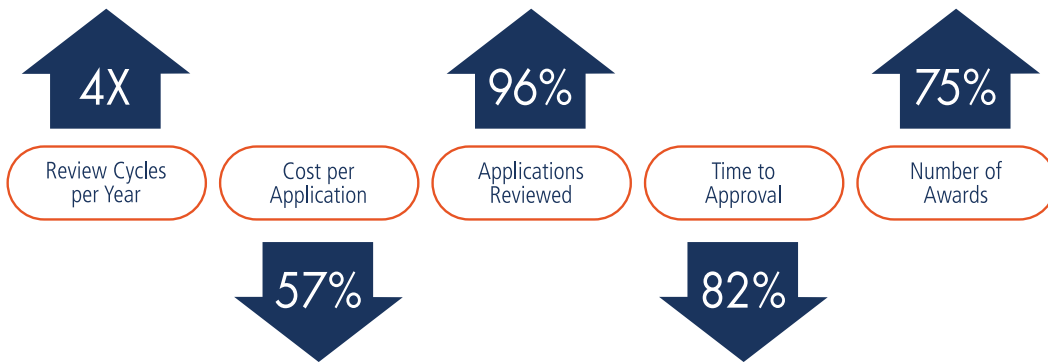 4X
96%
75%
Review Cycles
per Year
Cost per
Application
Applications
Reviewed
Time to
Approval
Number of
Awards
57%
82%